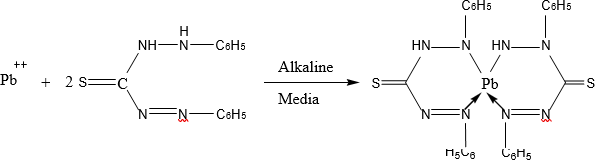 C6H5 C6H5
H
NH N C6H5 HN N HN N
Pb++ + 2 S C Alkaline S Pb S
Media
N N C6H5 N N N N
H5C6 C6H5